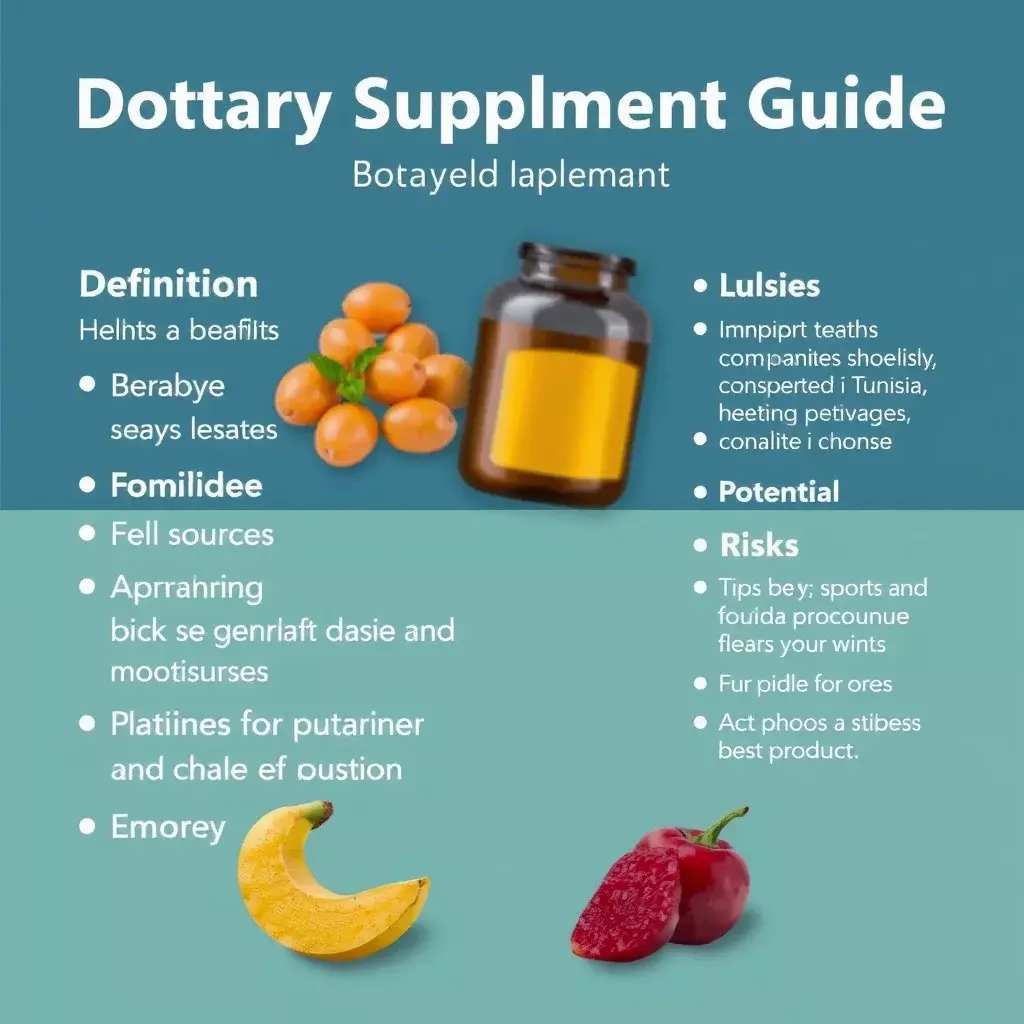 Dottary Supplment Guide
Botayeld Iaplemant
Definition
Helhts a beafilts
• Berabye
seays lesates
• Fomilidee
• Fell sources
• Aprrahring
bick se genrlaft dasie and
mootisurses
• Platiines for putariner
and chale ef pustion
• Emorey
• Lulsies
• Imnpiprt teaths
companites shoelisly,
consperted i Tunisia,
heeting petivages,
• conalite i chonse
• Potential
• Risks
• Tips bey; sports and
fouida procounue
flears your wints
• Fur pidle for ores
• Act phoos a stibess
best product.